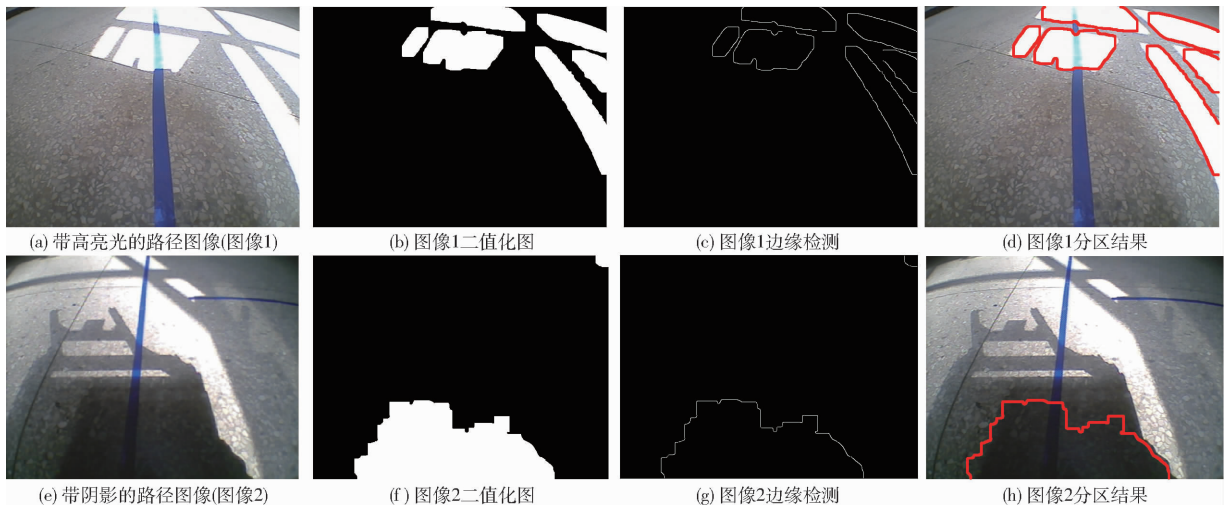 (a) 带高亮光的路径图像(图像1)
(b) 图像1二值化图
(c) 图像1边缘检测
(d) 图像1分区结果
(e) 带阴影的路径图像(图像2)
(f) 图像2二值化图
(g) 图像2边缘检测
(h) 图像2分区结果